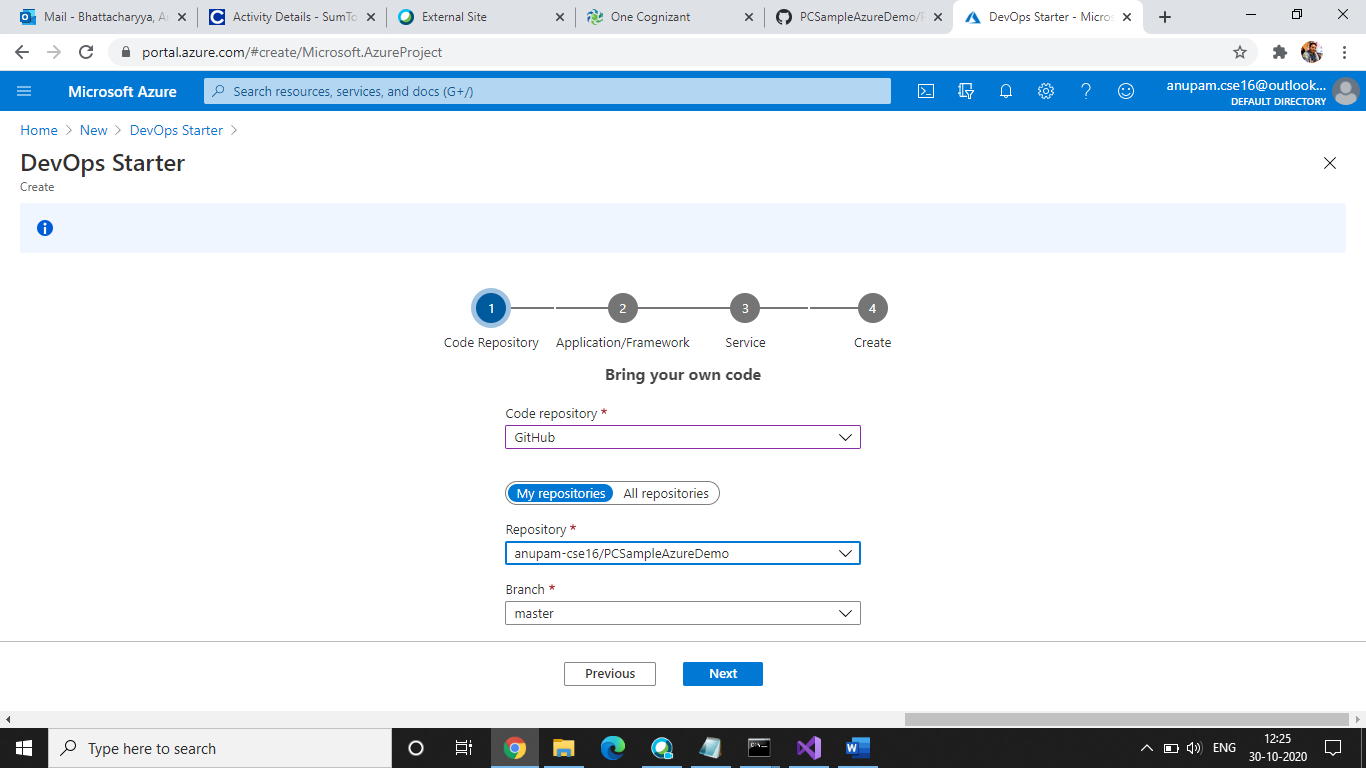 Mail - Bhattacharyya, A
Activity Details - SumTo
External Site
One Cognizant
PCSampleAzureDemo/
DevOps Starter - Micros
portal.azure.com/#create/Microsoft.AzureProject
Microsoft Azure
Search resources, services, and docs (G+/)
anupam.cse16@outlook...
DEFAULT DIRECTORY
Home > New > DevOps Starter >
DevOps Starter
Create
1 2 3 4
Code Repository Application/Framework Service Create
Bring your own code
Code repository *
GitHub
My repositories All repositories
Repository *
anupam-cse16/PCSampleAzureDemo
Branch *
master
Previous Next
Type here to search
ENG
12:25
30-10-2020